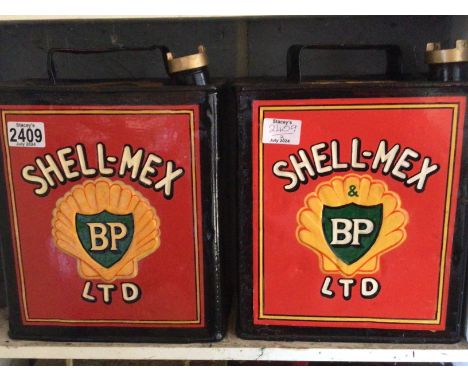 Stacey's
2409
July 2024
SHELL-MEX
BP
LTD
Stacey's
2409
July 2024
SHELL-MEX
&
BP
LTD